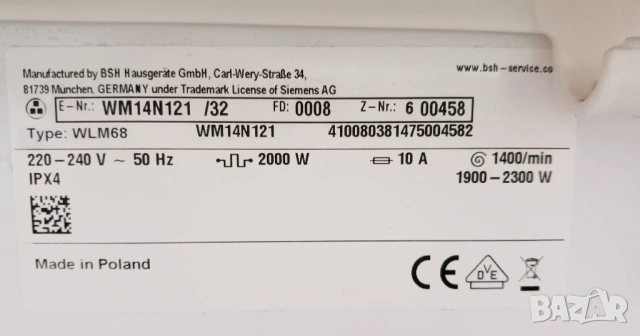 Manufactured by BSH Hausgeräte GmbH, Carl-Wery-Straße 34,
81739 Munchen, GERMANY under Trademark License of Siemens AG
www.bsh-service.co
E-Nr.: WM14N121 /32 FD: 0008 Z-Nr.: 6 00458
Type: WLM68 WM14N121 410080381475004582
220-240 V ~ 50 Hz 2000 W 10 A 1400/min
IPX4 1900-2300 W
Made in Poland
CE
DVE
BAZAR